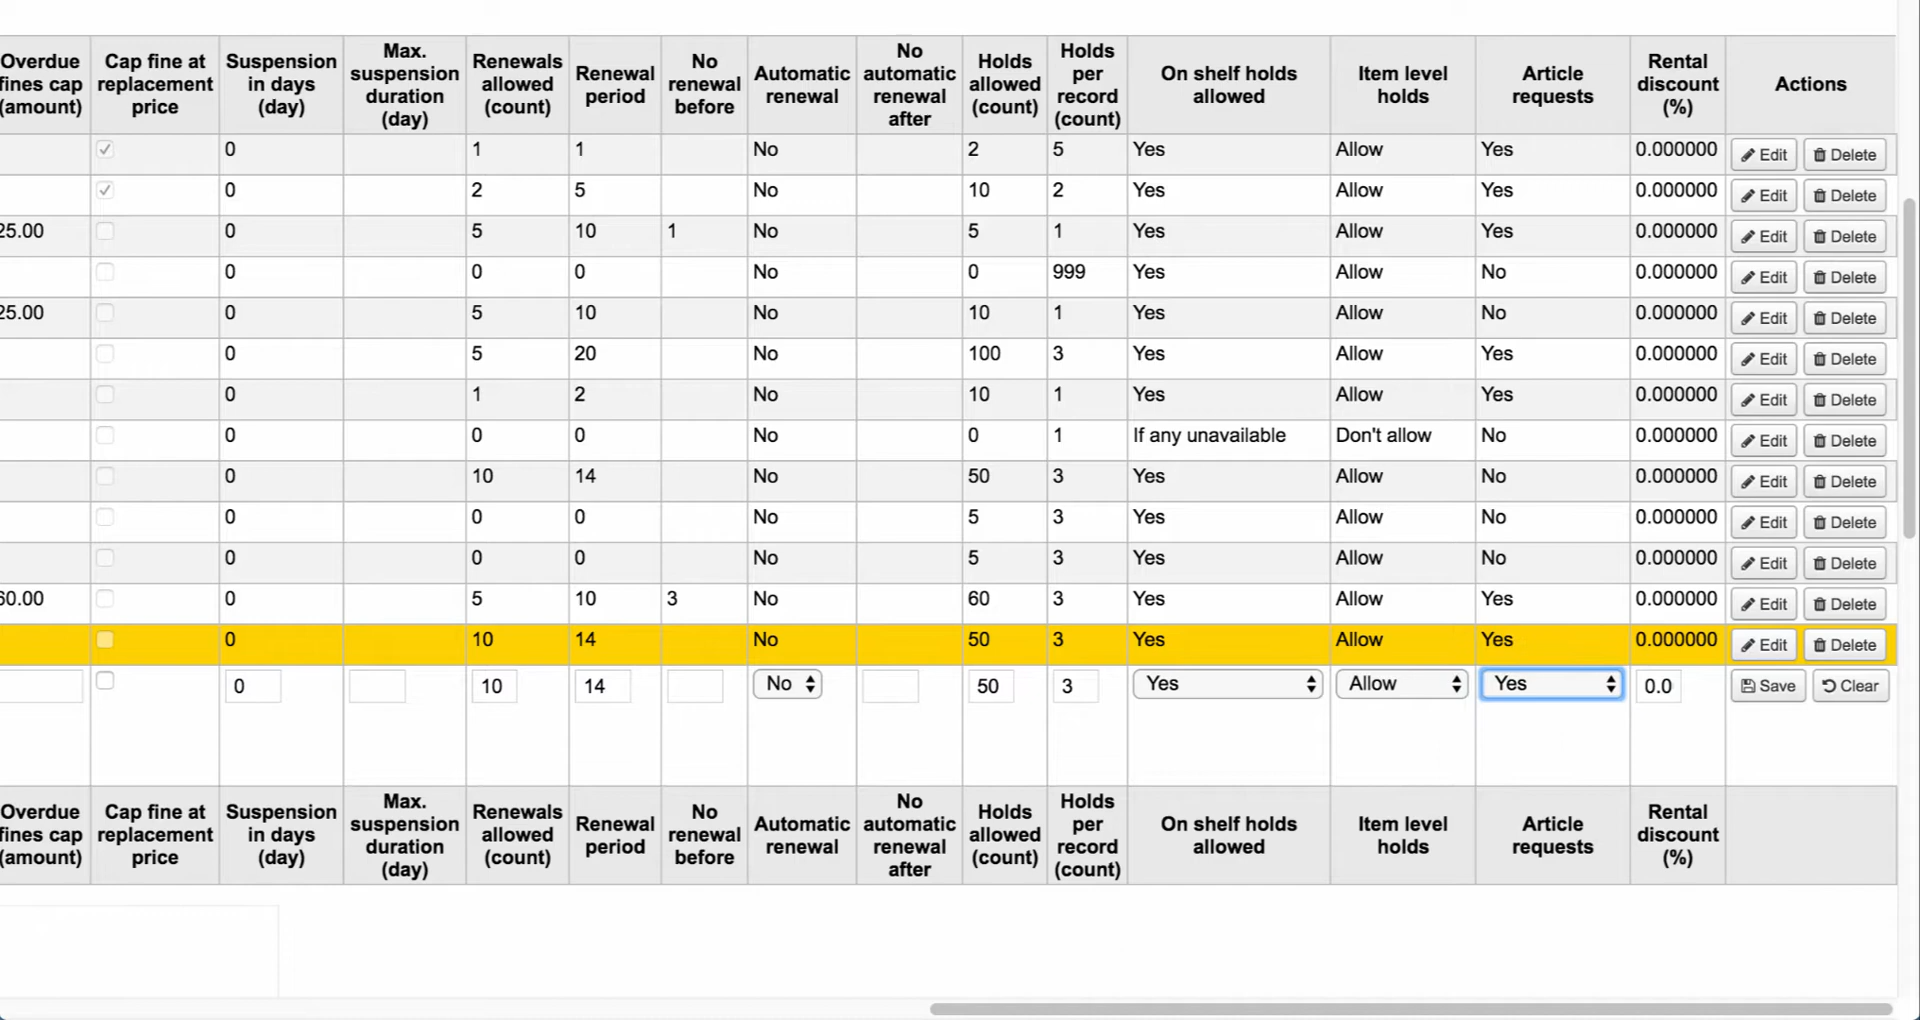 Overdue fines cap (amount) Cap fine at replacement price Suspension in days (day) Max. suspension duration (day) Renewals allowed (count) Renewal period No renewal before Automatic renewal No automatic renewal after Holds allowed (count) Holds per record (count) On shelf holds allowed Item level holds Article requests Rental discount (%) Actions
0 1 1 No 2 5 Yes Allow Yes 0.000000 Edit Delete
0 2 5 No 10 2 Yes Allow Yes 0.000000 Edit Delete
25.00 0 5 10 1 No 5 1 Yes Allow Yes 0.000000 Edit Delete
0 0 0 No 0 999 Yes Allow No 0.000000 Edit Delete
25.00 0 5 10 No 10 1 Yes Allow No 0.000000 Edit Delete
0 5 20 No 100 3 Yes Allow Yes 0.000000 Edit Delete
0 1 2 No 10 1 Yes Allow Yes 0.000000 Edit Delete
0 0 0 No 0 1 If any unavailable Don't allow No 0.000000 Edit Delete
0 10 14 No 50 3 Yes Allow No 0.000000 Edit Delete
0 0 0 No 5 3 Yes Allow No 0.000000 Edit Delete
0 0 0 No 5 3 Yes Allow No 0.000000 Edit Delete
60.00 0 5 10 3 No 60 3 Yes Allow Yes 0.000000 Edit Delete
0 10 14 No 50 3 Yes Allow Yes 0.000000 Edit Delete
0 10 14 No 50 3 Yes Allow Yes 0.0 Save Clear
Overdue fines cap (amount) Cap fine at replacement price Suspension in days (day) Max. suspension duration (day) Renewals allowed (count) Renewal period No renewal before Automatic renewal No automatic renewal after Holds allowed (count) Holds per record (count) On shelf holds allowed Item level holds Article requests Rental discount (%)